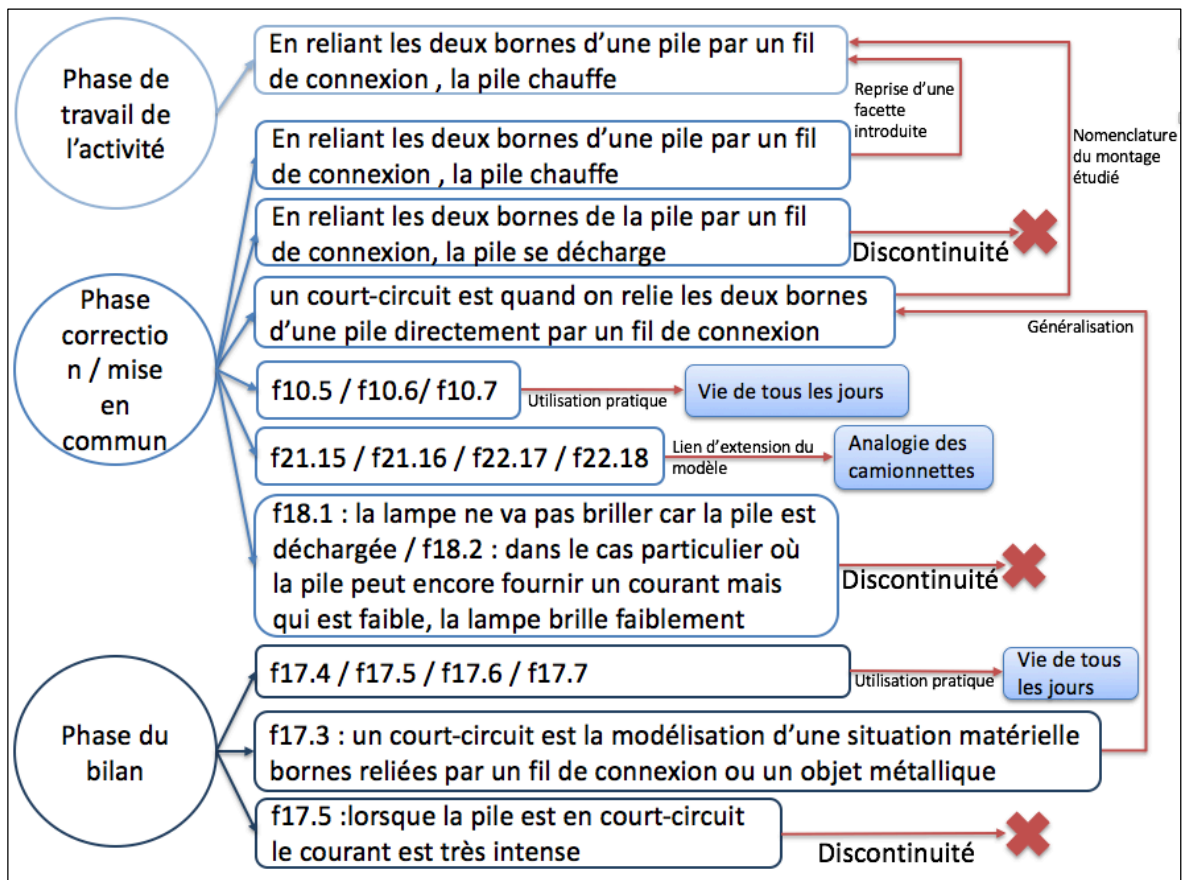 Phase de
travail de
l'activité
En reliant les deux bornes d'une pile par un fil
de connexion , la pile chauffe
Reprise d'une
facette
introduite
Nomenclature
du montage
étudié
Phase
correctio
n / mise
en
commun
En reliant les deux bornes d'une pile par un fil
de connexion , la pile chauffe
En reliant les deux bornes de la pile par un fil
de connexion, la pile se décharge
Discontinuité
un court-circuit est quand on relie les deux bornes
d'une pile directement par un fil de connexion
Généralisation
f10.5 / f10.6/ f10.7
Utilisation pratique
Vie de tous les jours
f21.15 / f21.16 / f22.17 / f22.18
Lien d'extension du
modèle
Analogie des
camionnettes
f18.1 : la lampe ne va pas briller car la pile est
déchargée / f18.2 : dans le cas particulier où
la pile peut encore fournir un courant mais
qui est faible, la lampe brille faiblement
Discontinuité
Phase du
bilan
f17.4 / f17.5 / f17.6 / f17.7
Utilisation pratique
Vie de tous
les jours
f17.3 : un court-circuit est la modélisation d'une situation matérielle
bornes reliées par un fil de connexion ou un objet métallique
f17.5 :lorsque la pile est en court-circuit
le courant est très intense
Discontinuité